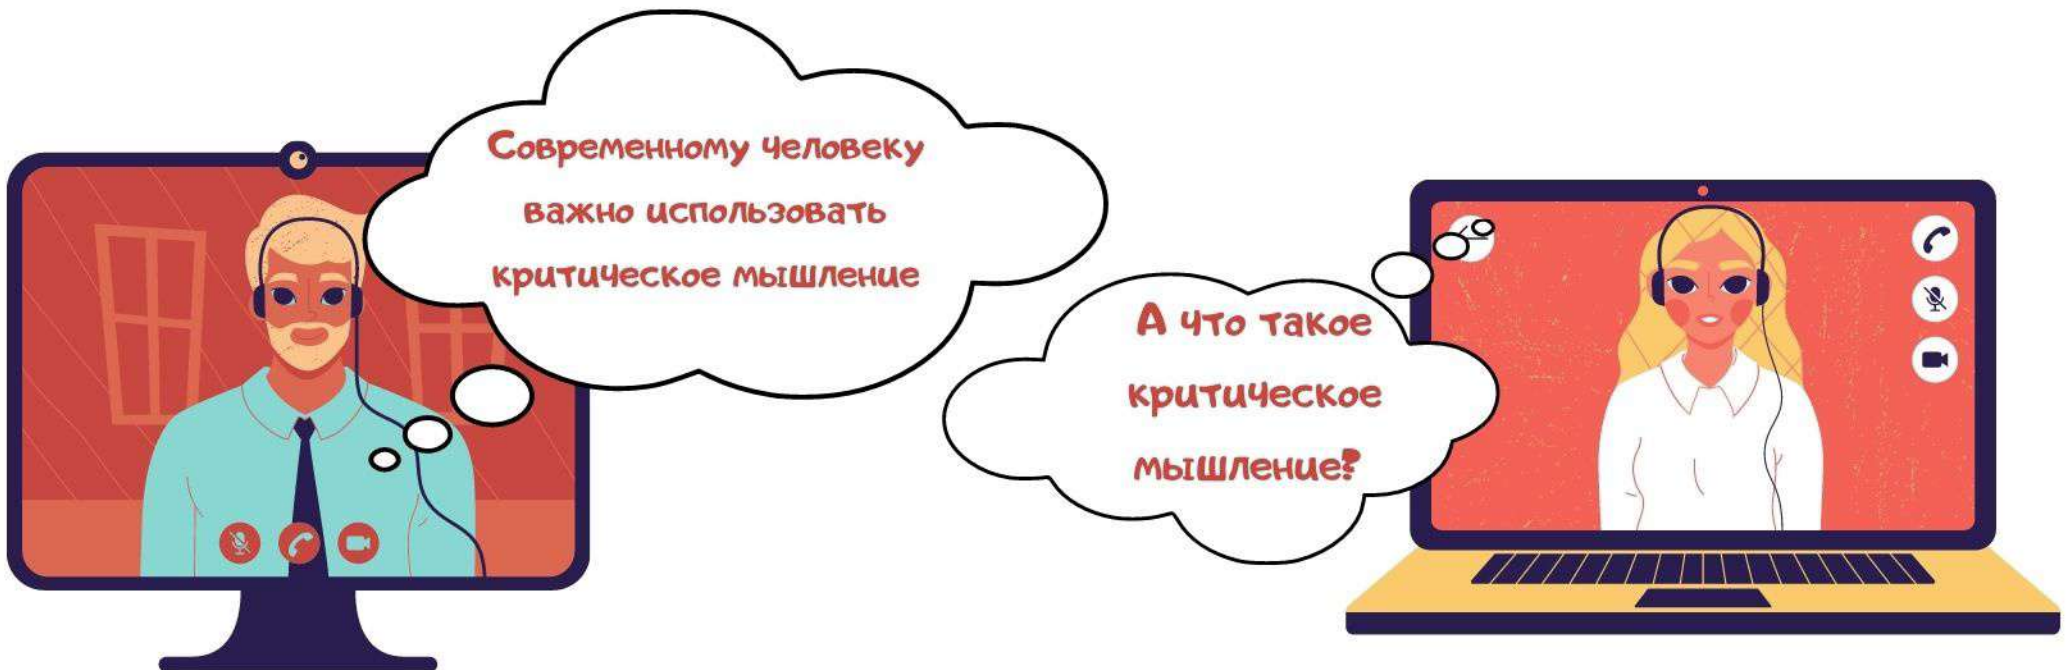 Современному человеку
важно использовать
критическое мышление
А что такое
критическое
мышление?